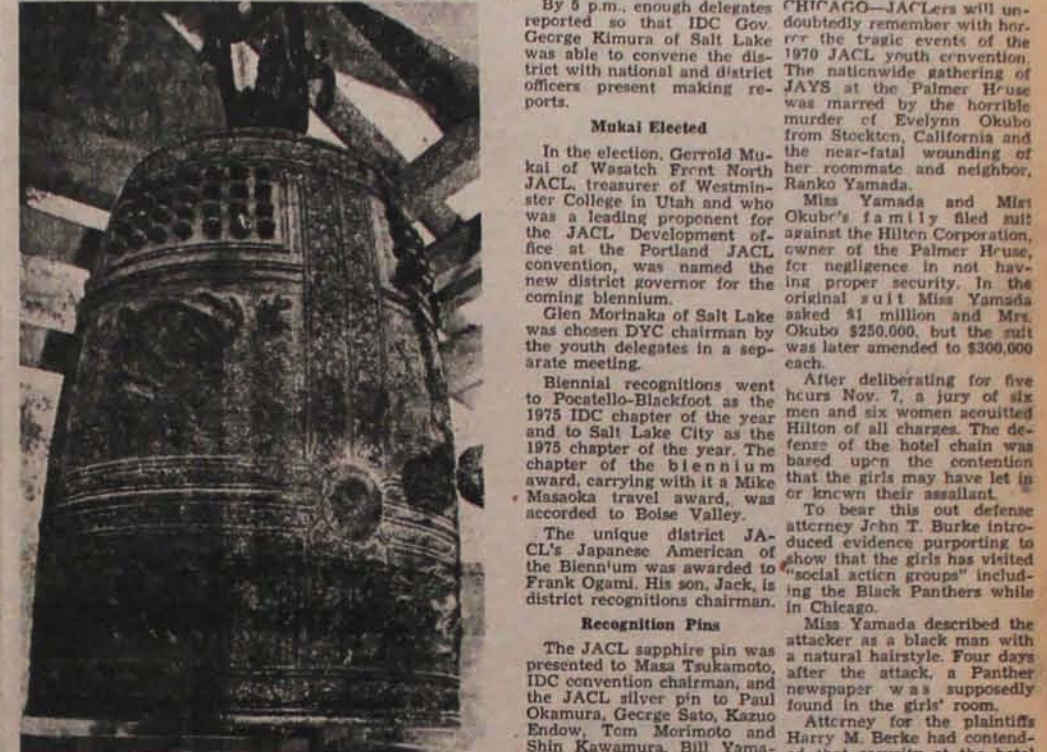 By 5 p.m., enough delegates
reported so that IDC Gov.
George Kimura of Salt Lake
was able to convene the dis-
trict with national and district
officers present making re-
ports.
Mukai Elected
In the election, Gerrold Mu-
kai of Wasatch Front North
JACL, treasurer of Westmin-
ster College in Utah and who
was a leading proponent for
the JACL Development of-
fice at the Portland JACL
convention, was named the
new district governor for the
coming biennium.
Glen Morinaka of Salt Lake
was chosen DYC chairman by
the youth delegates in a sep-
arate meeting.
Biennial recognitions went
to Pocatello-Blackfoot as the
1975 IDC chapter of the year
and to Salt Lake City as the
1975 chapter of the year. The
chapter of the biennium
award, carrying with it a Mike
Masaoka travel award, was
accorded to Boise Valley.
The unique district JA-
CL's Japanese American of
the Biennium was awarded to
Frank Ogami. His son, Jack, is
district recognitions chairman.
Recognition Pins
The JACL sapphire pin was
presented to Masa Tsukamoto,
IDC convention chairman, and
the JACL silver pin to Paul
Okamura, George Sato, Kazuo
Endow, Tom Morimoto and
Shin Kawamura. Bill Yama-
CHICAGO—JACLers will un-
doubtedly remember with hor-
ror the tragic events of the
1970 JACL youth convention.
The nationwide gathering of
JAYS at the Palmer House
was marred by the horrible
murder of Evelynn Okubo
from Stockton, California and
the near-fatal wounding of
her roommate and neighbor,
Ranko Yamada.
Miss Yamada and Miss
Okubo's family filed suit
against the Hilton Corporation,
owner of the Palmer House,
for negligence in not hav-
ing proper security. In the
original suit Miss Yamada
asked $1 million and Mrs.
Okubo $250,000, but the suit
was later amended to $300,000
each.
After deliberating for five
hours Nov. 7, a jury of six
men and six women acquitted
Hilton of all charges. The de-
fense of the hotel chain was
based upon the contention
that the girls may have let in
or known their assailant.
To bear this out defense
attorney John T. Burke intro-
duced evidence purporting to
show that the girls has visited
"social action groups" includ-
ing the Black Panthers while
in Chicago.
Miss Yamada described the
attacker as a black man with
a natural hairstyle. Four days
after the attack, a Panther
newspaper was supposedly
found in the girls' room.
Attorney for the plaintiffs
Harry M. Berke had contend-